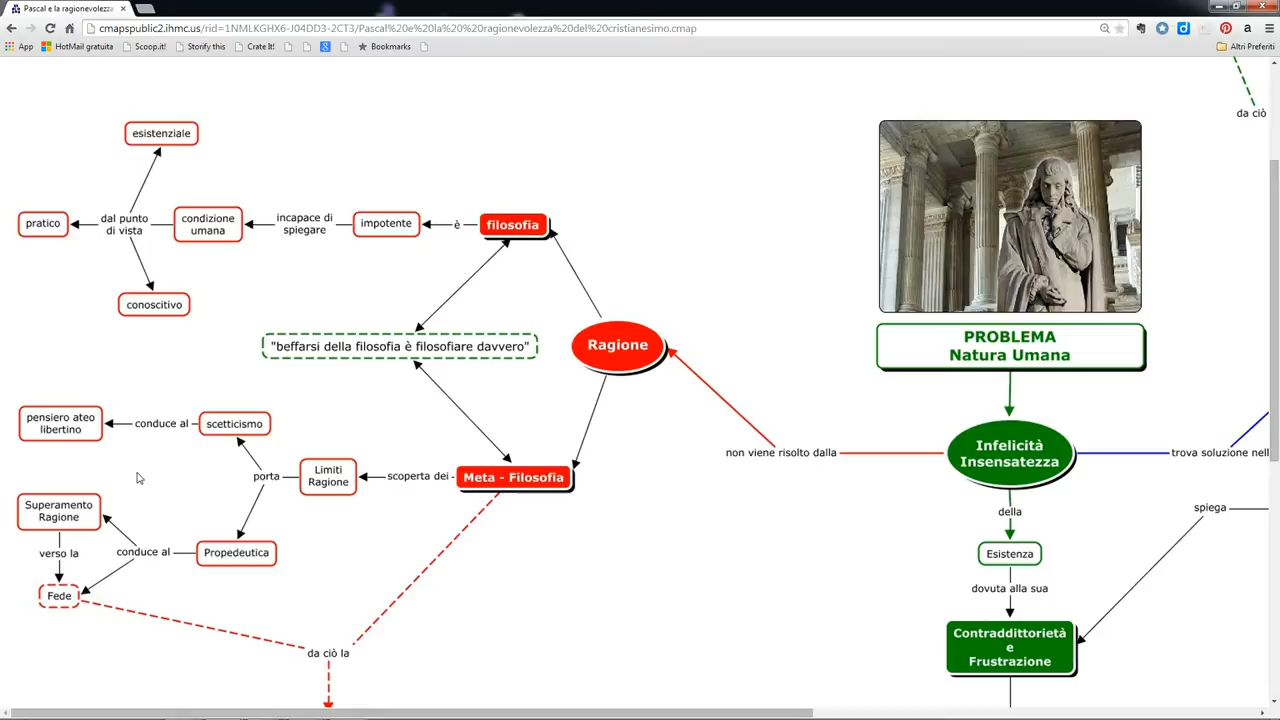 Pascal e la ragionevolezza
cmapspublic2.ihmc.us/rid=1NMLKGHX6-J04DD3-2CT3/Pascal%20e%20la%20%20ragionevolezza%20del%20cristianesimo.cmap
App
HotMail gratuita
Scoop.it!
Storify this
Crate It!
Bookmarks
Altri Preferiti
da ciò
esistenziale
pratico
dal punto
di vista
condizione
umana
incapace di
spiegare
impotente
è
filosofia
conoscitivo
"beffarsi della filosofia è filosofare davvero"
Ragione
PROBLEMA
Natura Umana
pensiero ateo
libertino
conduce al
scetticismo
porta
Limiti
Ragione
scoperta dei
Meta - Filosofia
non viene risolto dalla
Infelicità
Insensatezza
trova soluzione nell
Superamento
Ragione
verso la
conduce al
Propedeutica
Fede
della
spiega
Esistenza
dovuta alla sua
Contraddittorietà
e
Frustrazione
da ciò la